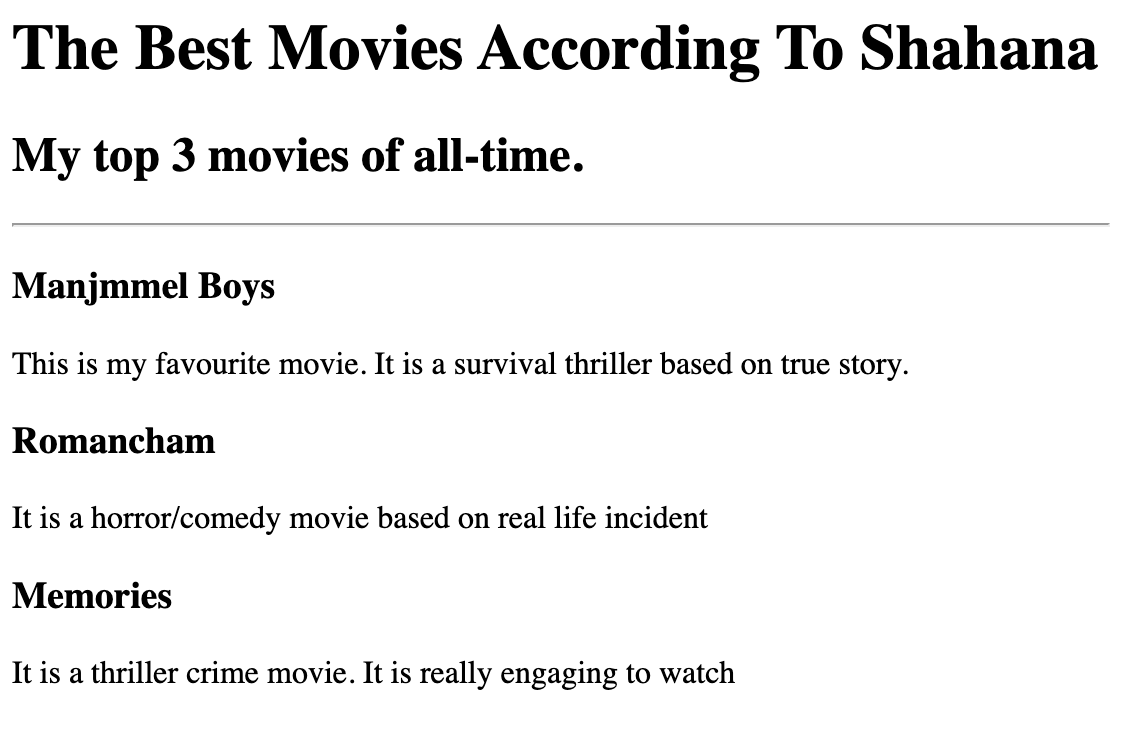 The Best Movies According To Shahana
My top 3 movies of all-time.
Manjmmel Boys
This is my favourite movie. It is a survival thriller based on true story.
Romancham
It is a horror/comedy movie based on real life incident
Memories
It is a thriller crime movie. It is really engaging to watch